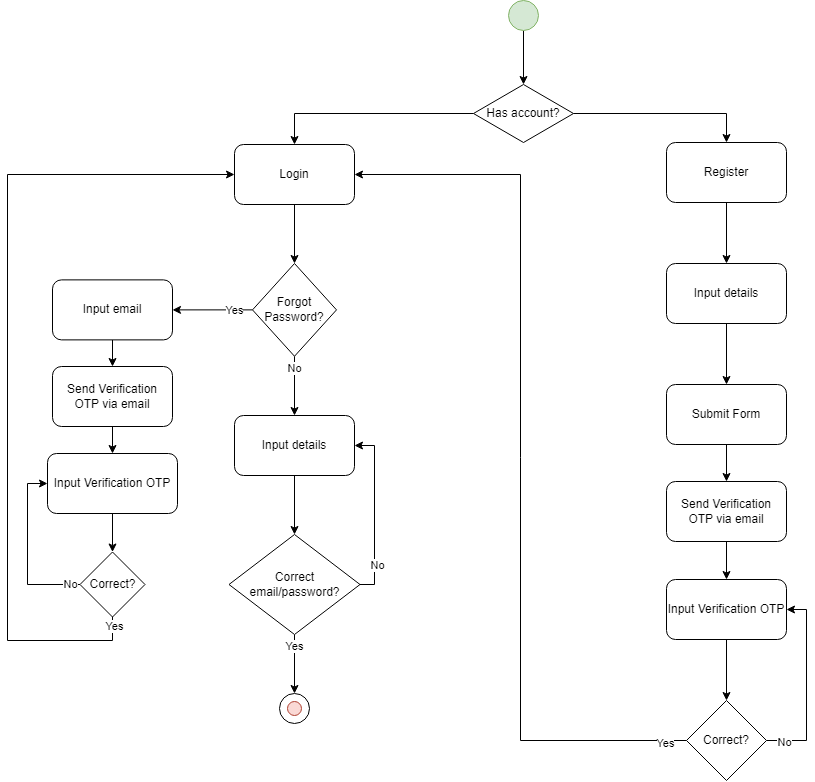 Has account?
Login
Register
Forgot
Password?
Yes
Input email
Input details
No
Send Verification
OTP via email
Submit Form
Input details
Input Verification OTP
Send Verification
OTP via email
No
Correct?
Correct
email/password?
No
Input Verification OTP
Yes
Yes
Yes
Correct?
No